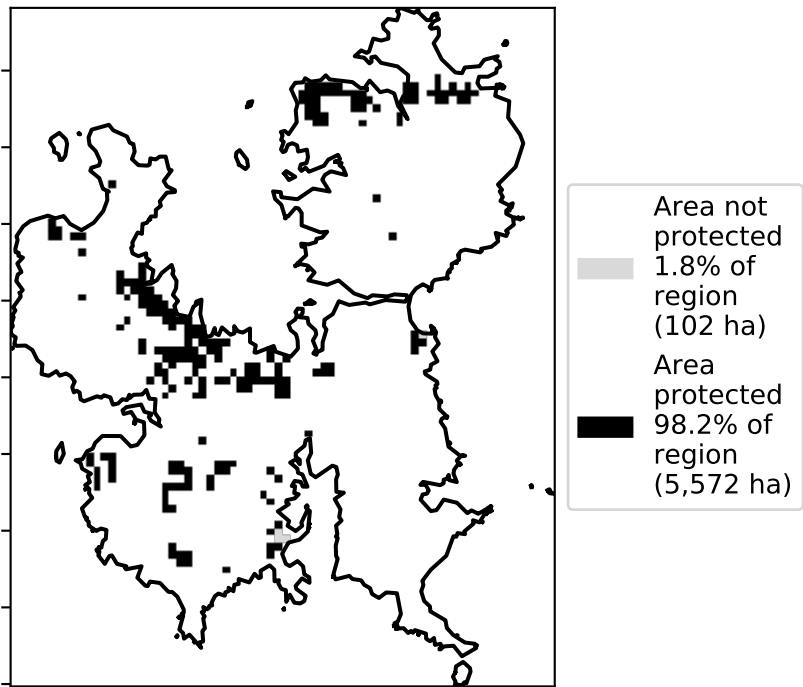 Area not
protected
1.8% of
region
(102 ha)
Area
protected
98.2% of
region
(5,572 ha)